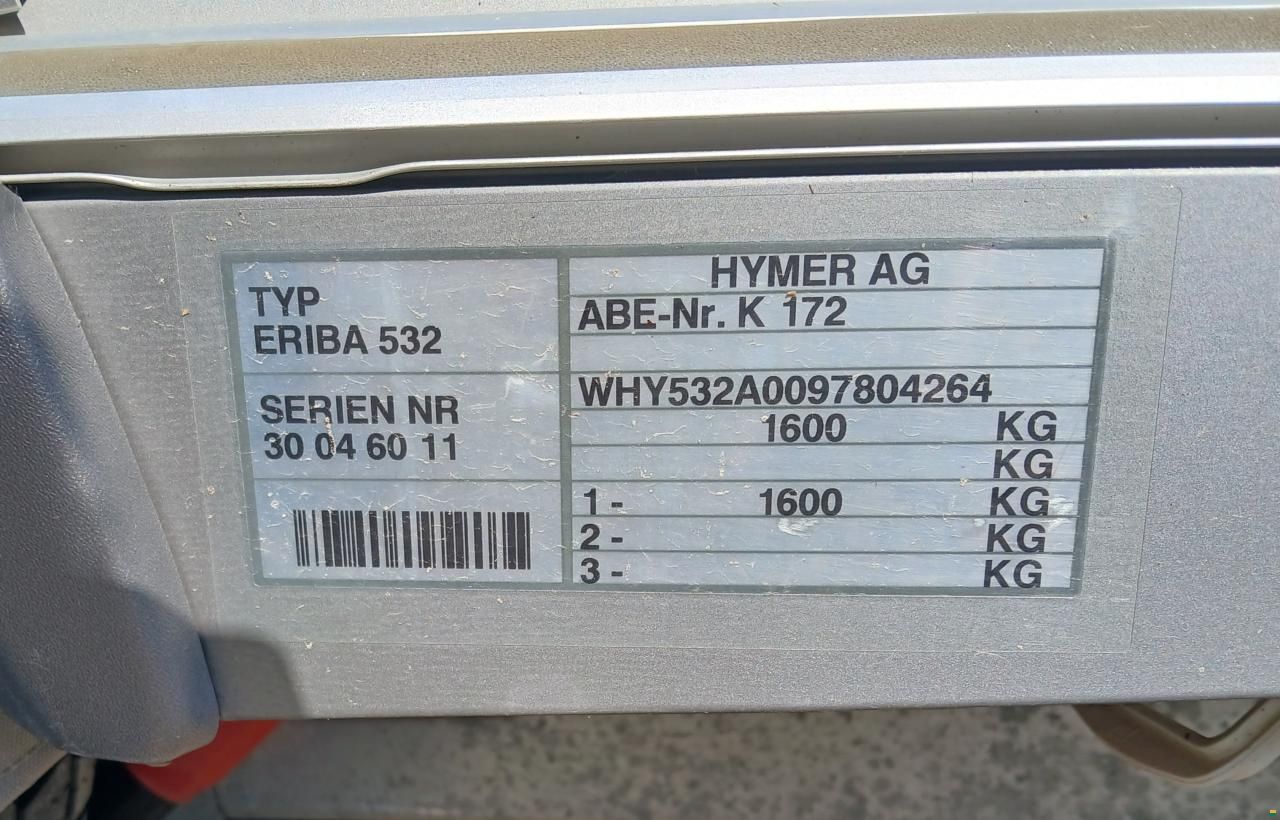 TYP
ERIBA 532
SERIEN NR
30 04 60 11
HYMER AG
ABE-Nr. K 172
WHY532A0097804264
1600 KG
KG
1 - 1600 KG
2 - KG
3 - KG